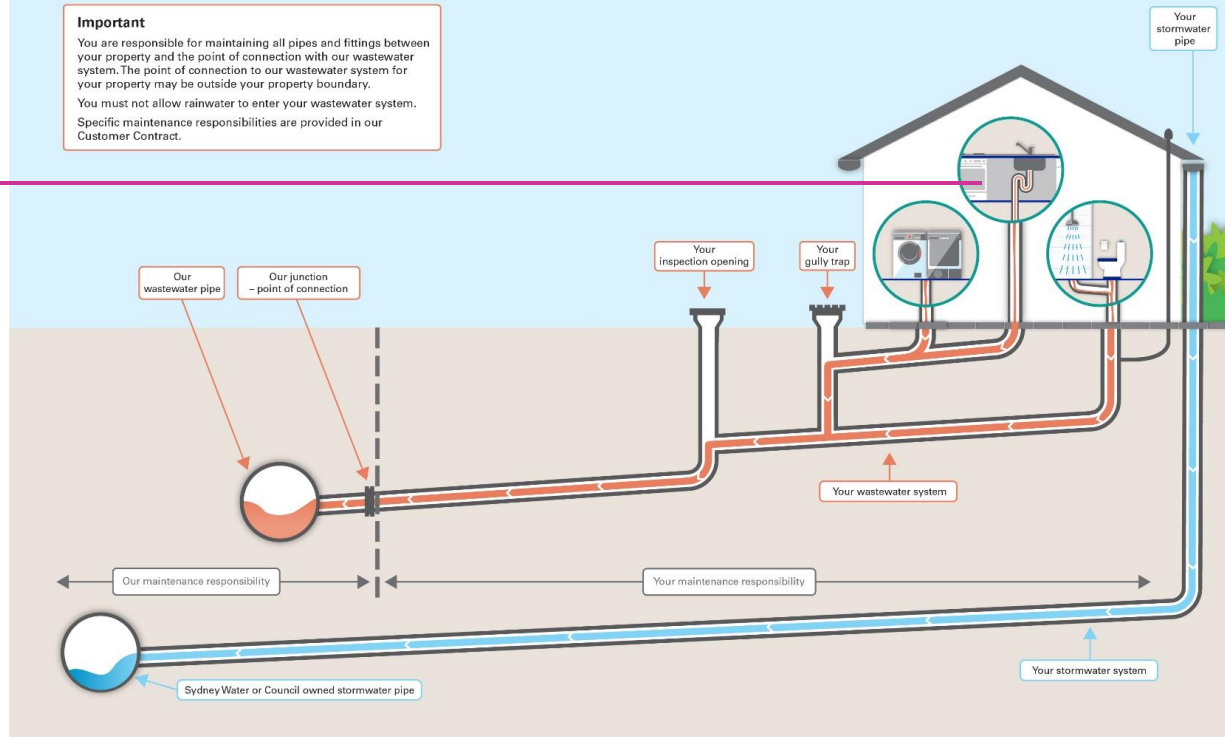 Important
You are responsible for maintaining all pipes and fittings between
your property and the point of connection with our wastewater
system. The point of connection to our wastewater system for
your property may be outside your property boundary.
You must not allow rainwater to enter your wastewater system.
Specific maintenance responsibilities are provided in our
Customer Contract.
Your
stormwater
pipe
Your
inspection opening
Your
gully trap
Our
wastewater pipe
Our junction
– point of connection
Your wastewater system
Our maintenance responsibility
Your maintenance responsibility
Your stormwater system
Sydney Water or Council owned stormwater pipe